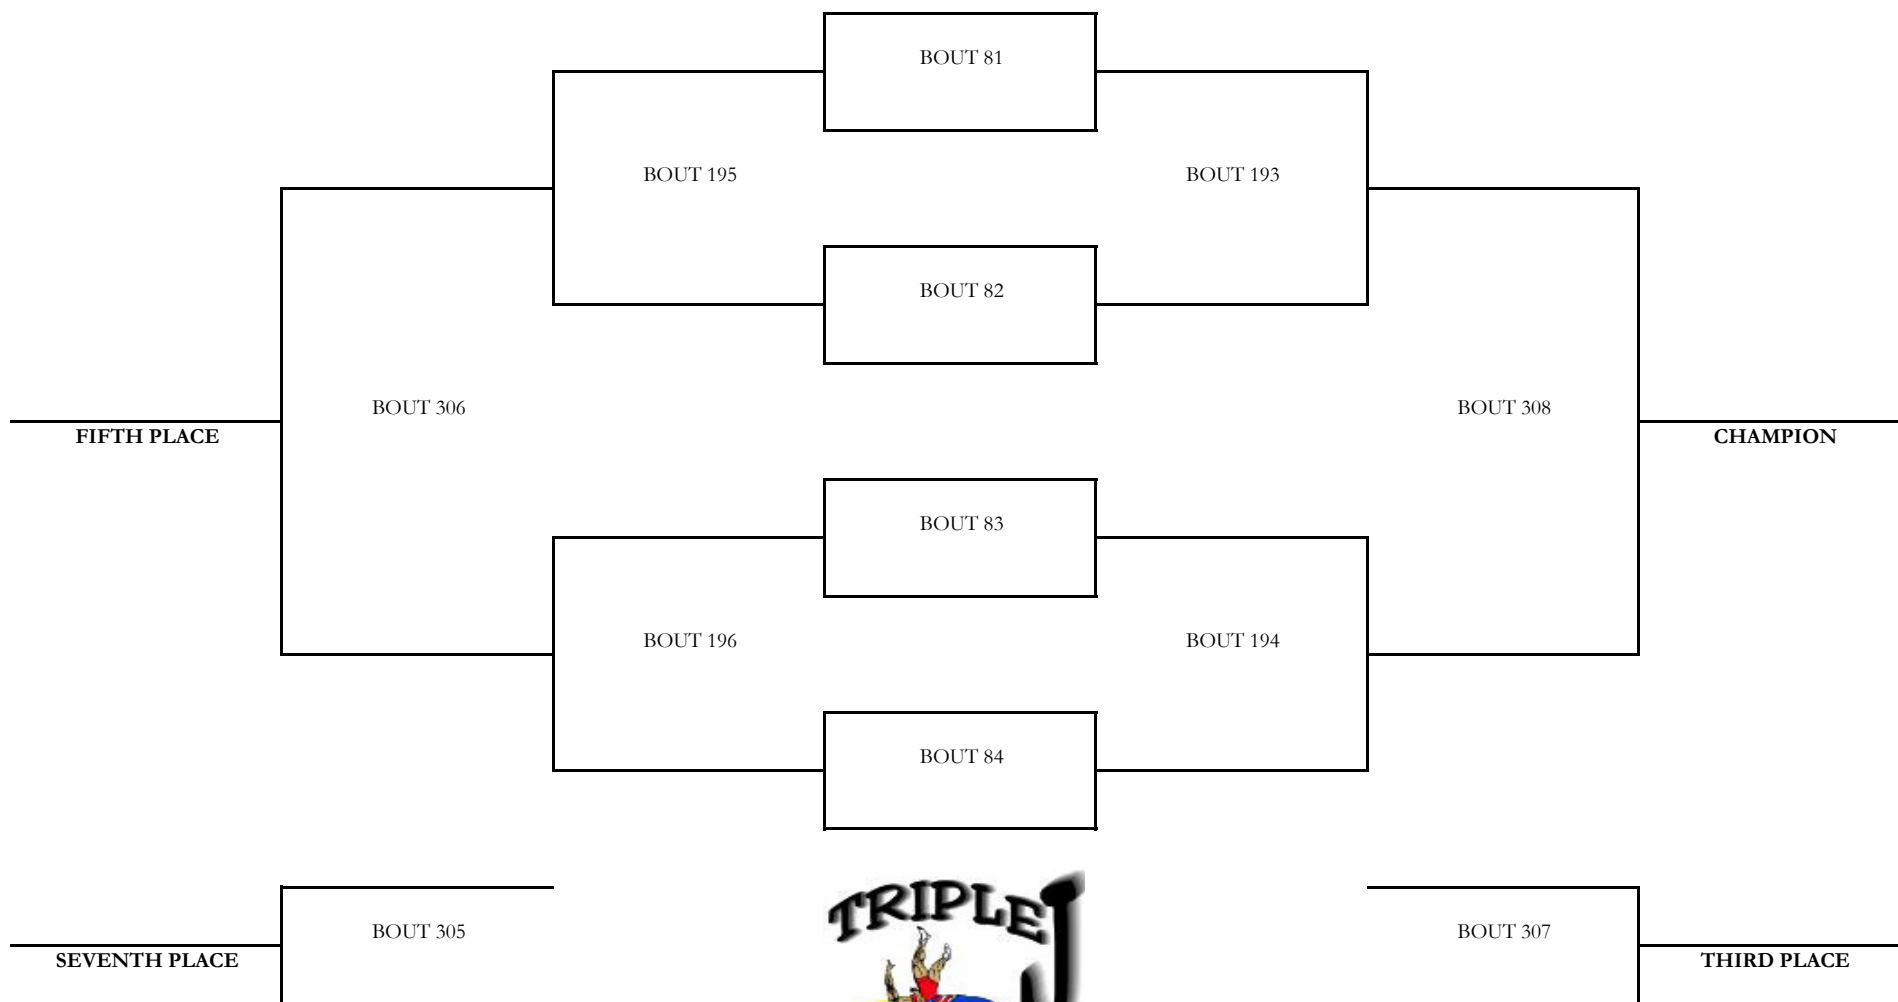 BOUT 81
BOUT 195
BOUT 193
BOUT 82
BOUT 306
BOUT 308
FIFTH PLACE
CHAMPION
BOUT 83
BOUT 196
BOUT 194
BOUT 84
TRIPLE J
BOUT 305
BOUT 307
SEVENTH PLACE
THIRD PLACE